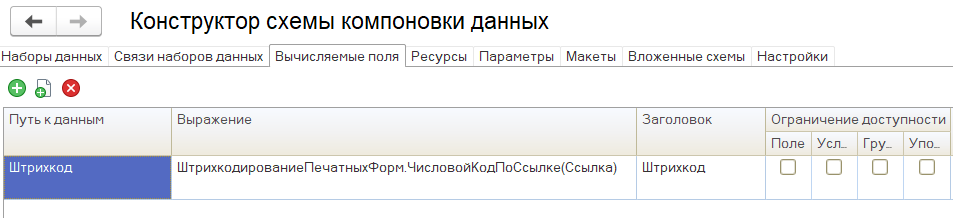 Конструктор схемы компоновки данных
Наборы данных Связи наборов данных Вычисляемые поля Ресурсы Параметры Макеты Вложенные схемы Настройки
Путь к данным Выражение Заголовок Ограничение доступности
Поле Усл... Гру... Упо...
Штрихкод ШтрихкодированиеПечатныхФорм.ЧисловойКодПоСсылке(Ссылка) Штрихкод